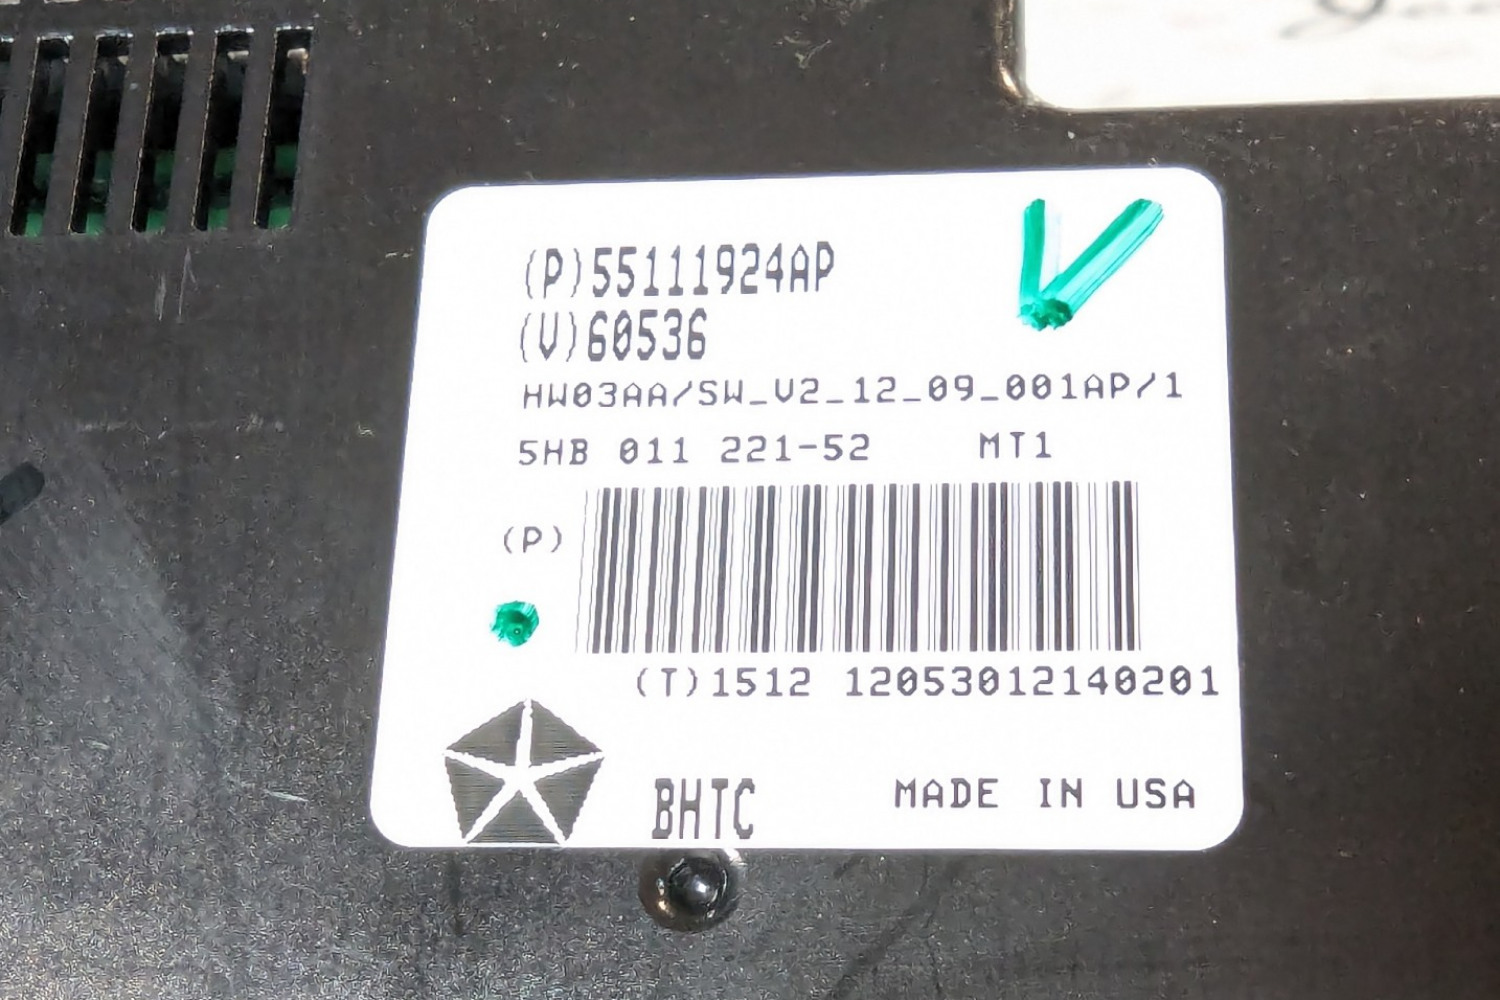 (P)55111924AP
(V)60536
HW03AA/SW_V2_12_09_001AP/1
5HB 011 221-52 MT1
(P)
(T)1512 12053012140201
BHTC MADE IN USA